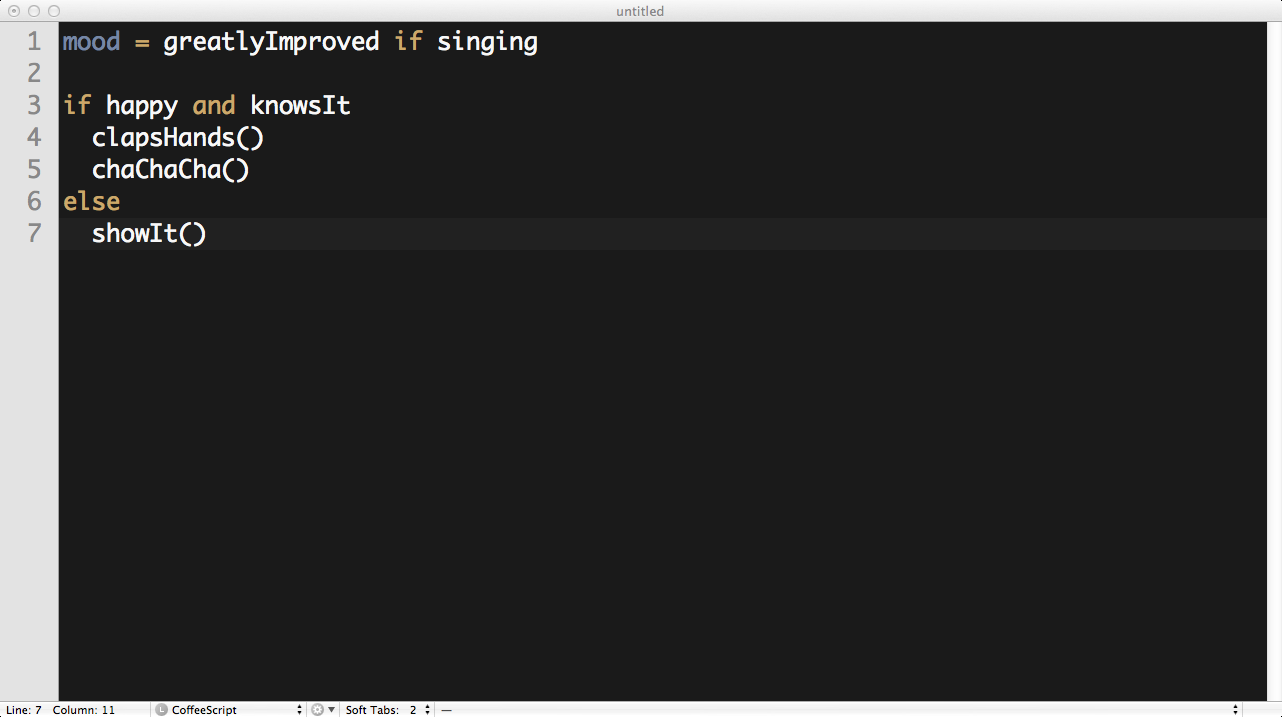 untitled
1 mood = greatlyImproved if singing
2
3 if happy and knowsIt
4   clapsHands()
5   chaChaCha()
6 else
7   showIt()
Line: 7 Column: 11 L CoffeeScript Soft Tabs: 2 —